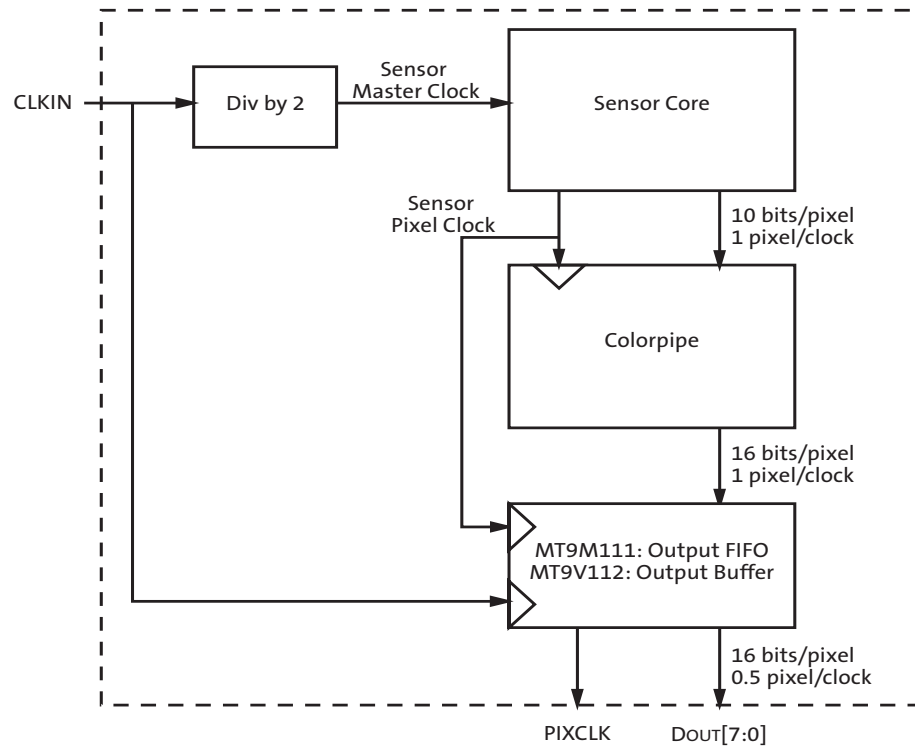 CLKIN
Div by 2
Sensor
Master Clock
Sensor Core
Sensor
Pixel Clock
10 bits/pixel
1 pixel/clock
Colorpipe
16 bits/pixel
1 pixel/clock
MT9M111: Output FIFO
MT9V112: Output Buffer
16 bits/pixel
0.5 pixel/clock
PIXCLK
DOUT[7:0]